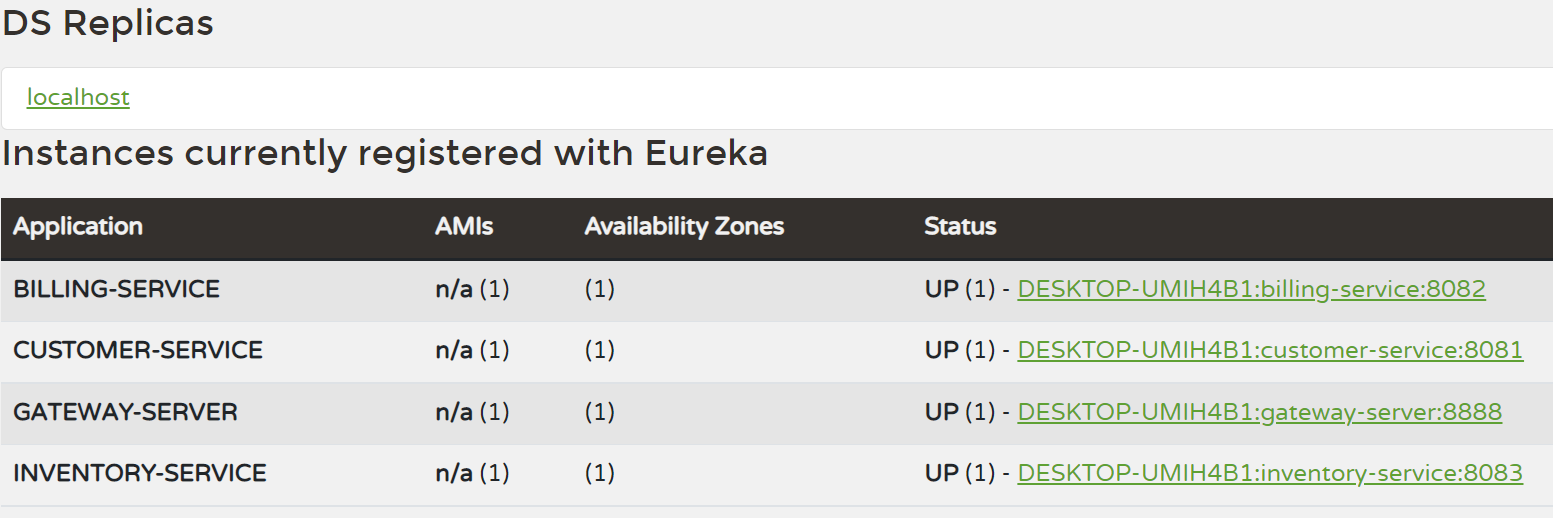 DS Replicas
localhost
Instances currently registered with Eureka
Application AMIs Availability Zones Status
BILLING-SERVICE n/a (1) (1) UP (1) - DESKTOP-UMIH4B1:billing-service:8082
CUSTOMER-SERVICE n/a (1) (1) UP (1) - DESKTOP-UMIH4B1:customer-service:8081
GATEWAY-SERVER n/a (1) (1) UP (1) - DESKTOP-UMIH4B1:gateway-server:8888
INVENTORY-SERVICE n/a (1) (1) UP (1) - DESKTOP-UMIH4B1:inventory-service:8083